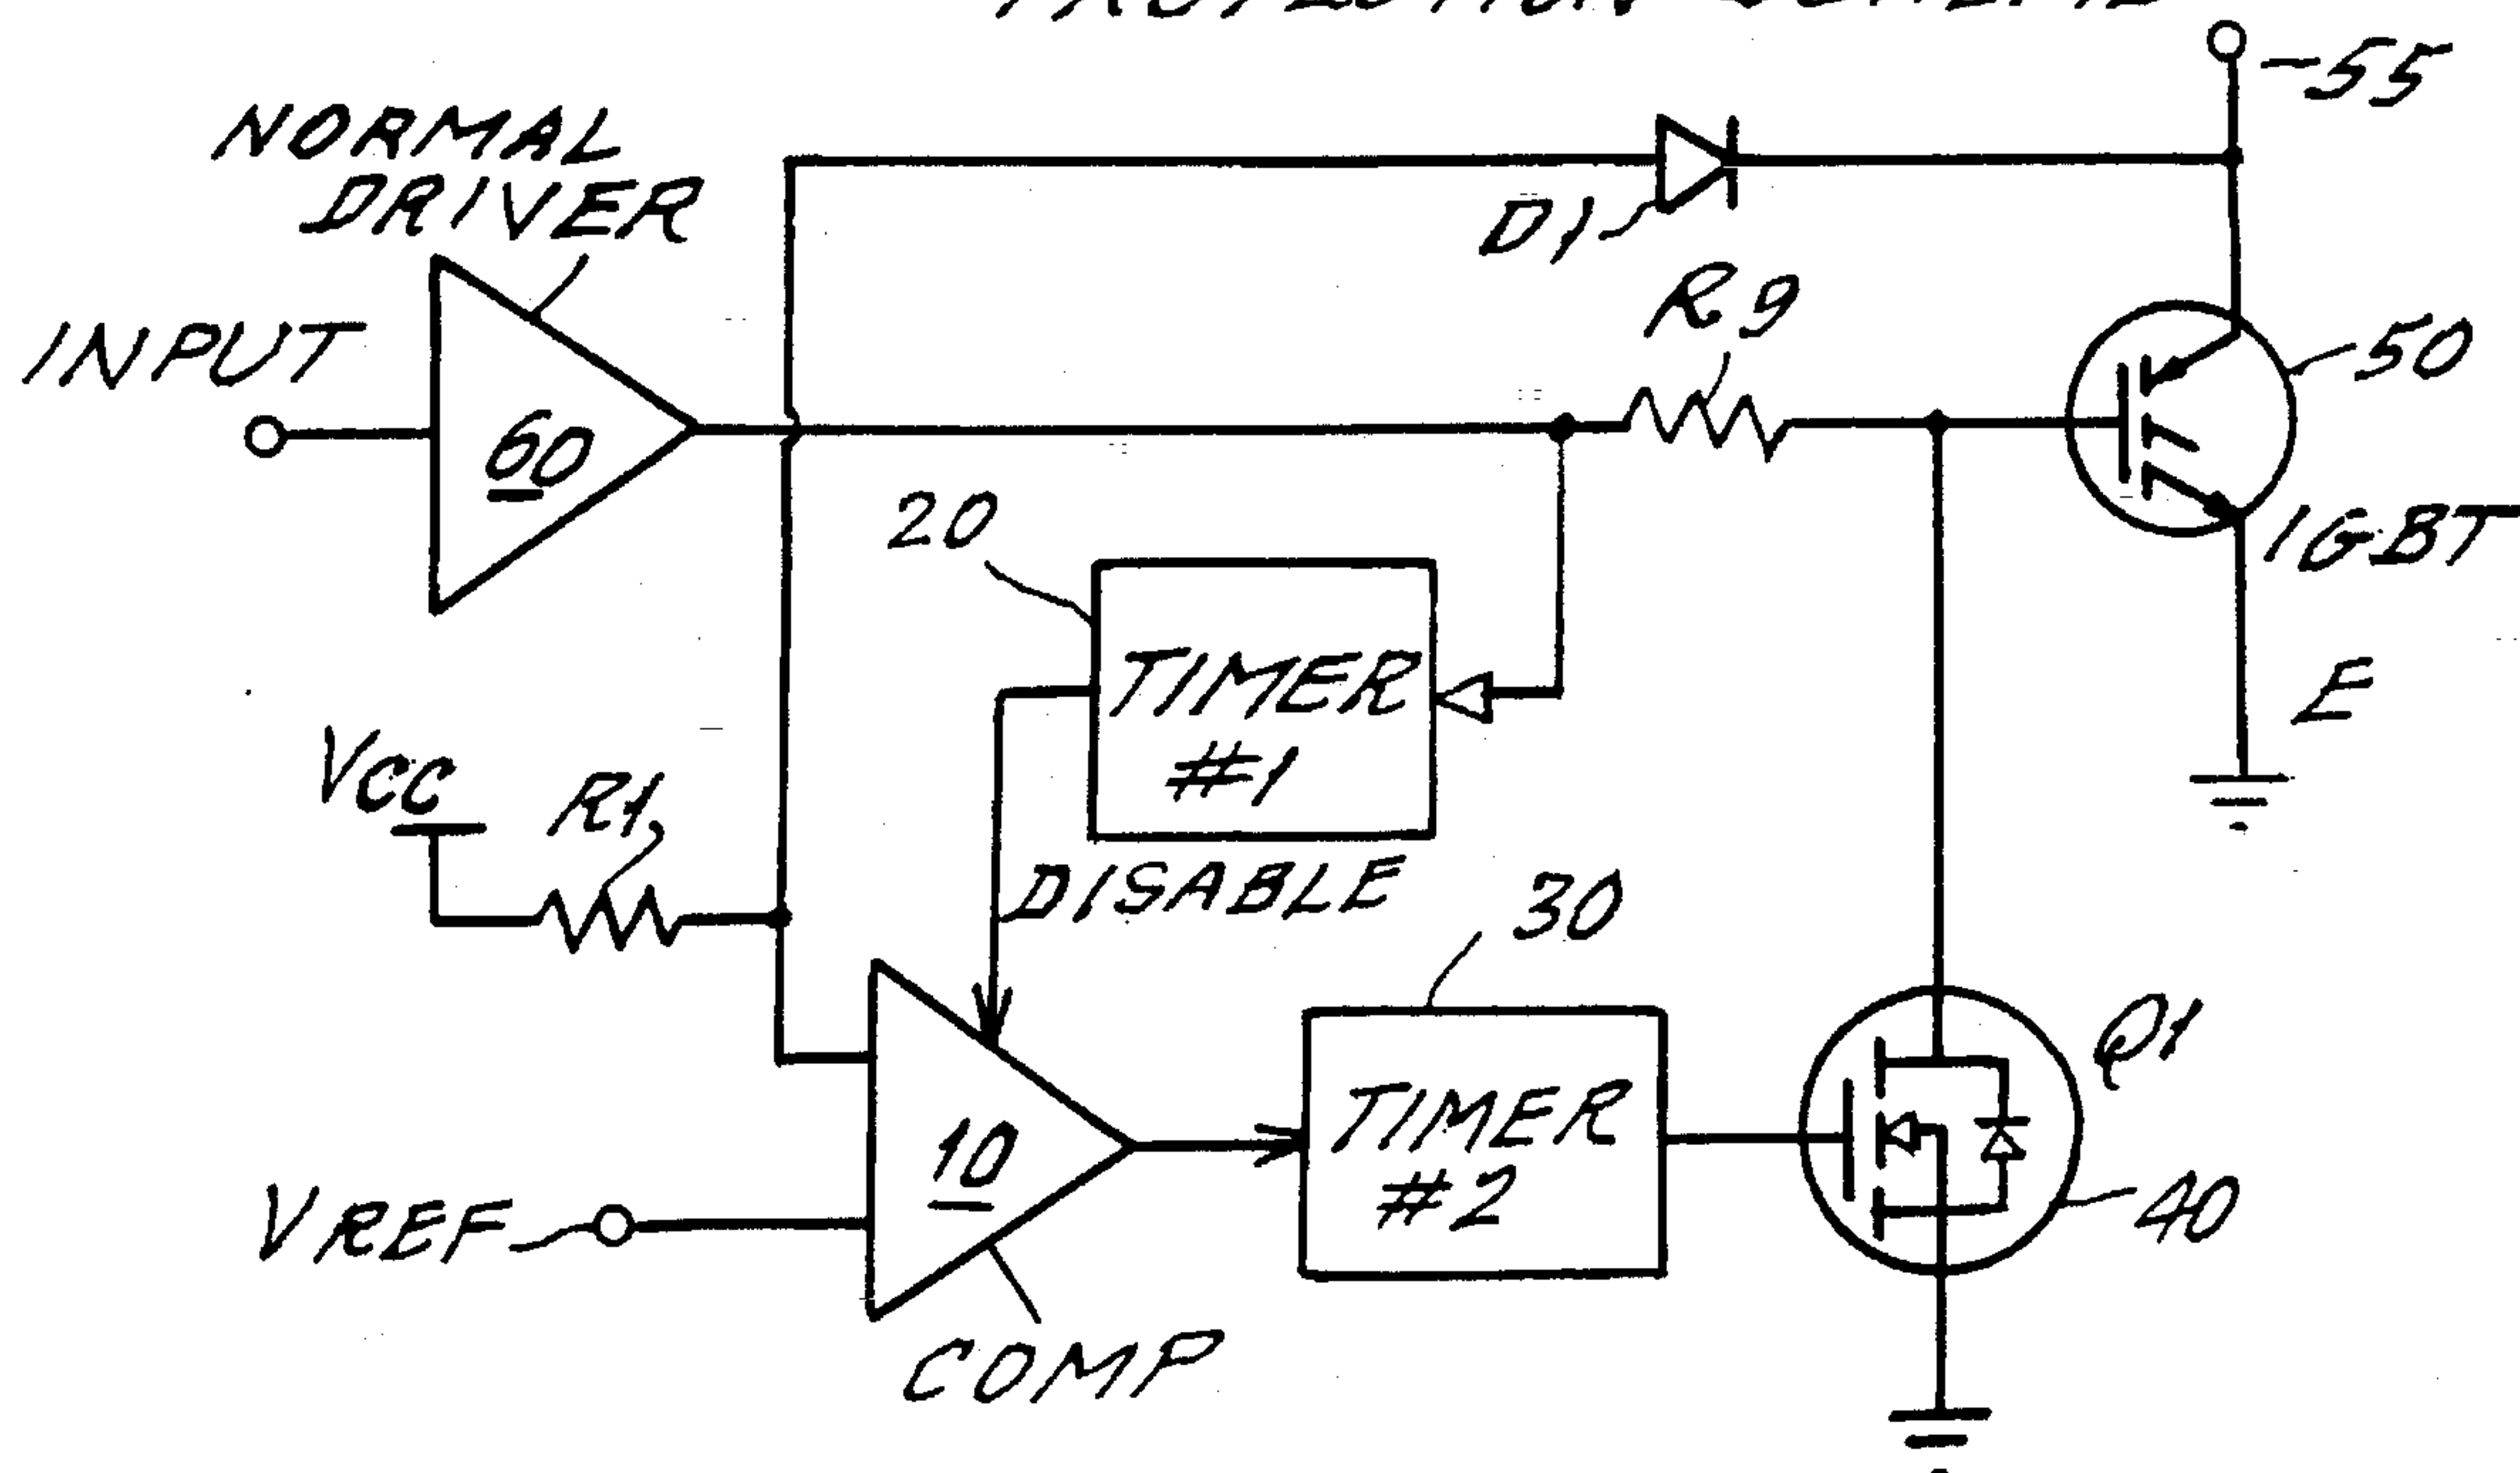 -55
NORMAL
DRIVER
D1
R9
INPUT
60
50
IGBT
20
TIMER
#1
E
VCC
R1
DISABLE
30
Q1
10
TIMER
#2
40
VREF
COMP